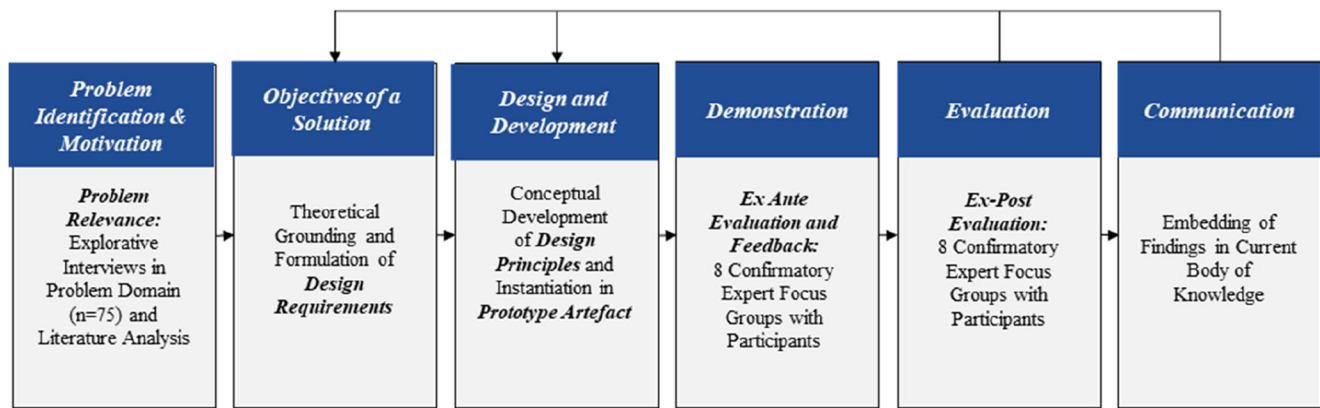 Problem
Identification &
Motivation
Problem
Relevance:
Explorative
Interviews in
Problem Domain
(n=75) and
Literature Analysis
Objectives of a
Solution
Theoretical
Grounding and
Formulation of
Design
Requirements
Design and
Development
Conceptual
Development
of Design
Principles and
Instantiation in
Prototype Artefact
Demonstration
Ex Ante
Evaluation and
Feedback:
8 Confirmatory
Expert Focus
Groups with
Participants
Evaluation
Ex-Post
Evaluation:
8 Confirmatory
Expert Focus
Groups with
Participants
Communication
Embedding of
Findings in Current
Body of
Knowledge